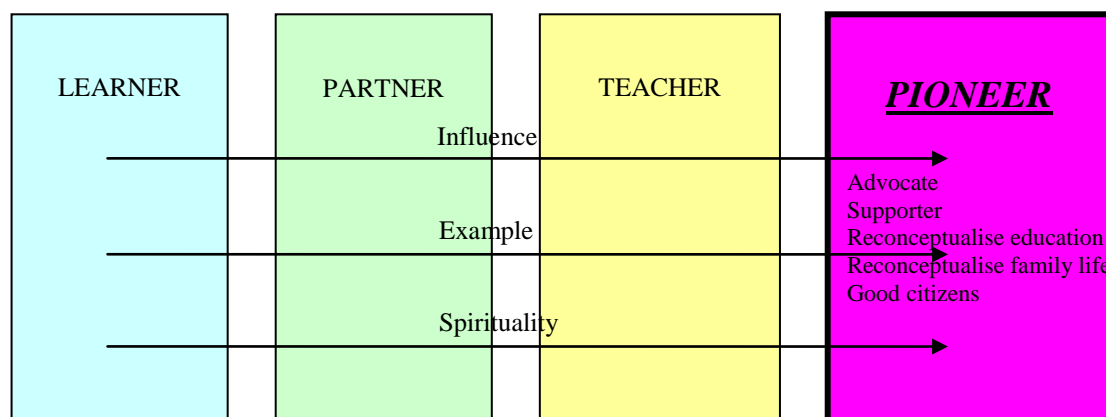 LEARNER
PARTNER
TEACHER
PIONEER
Influence
Advocate
Supporter
Example
Reconceptualise education
Reconceptualise family life
Good citizens
Spirituality